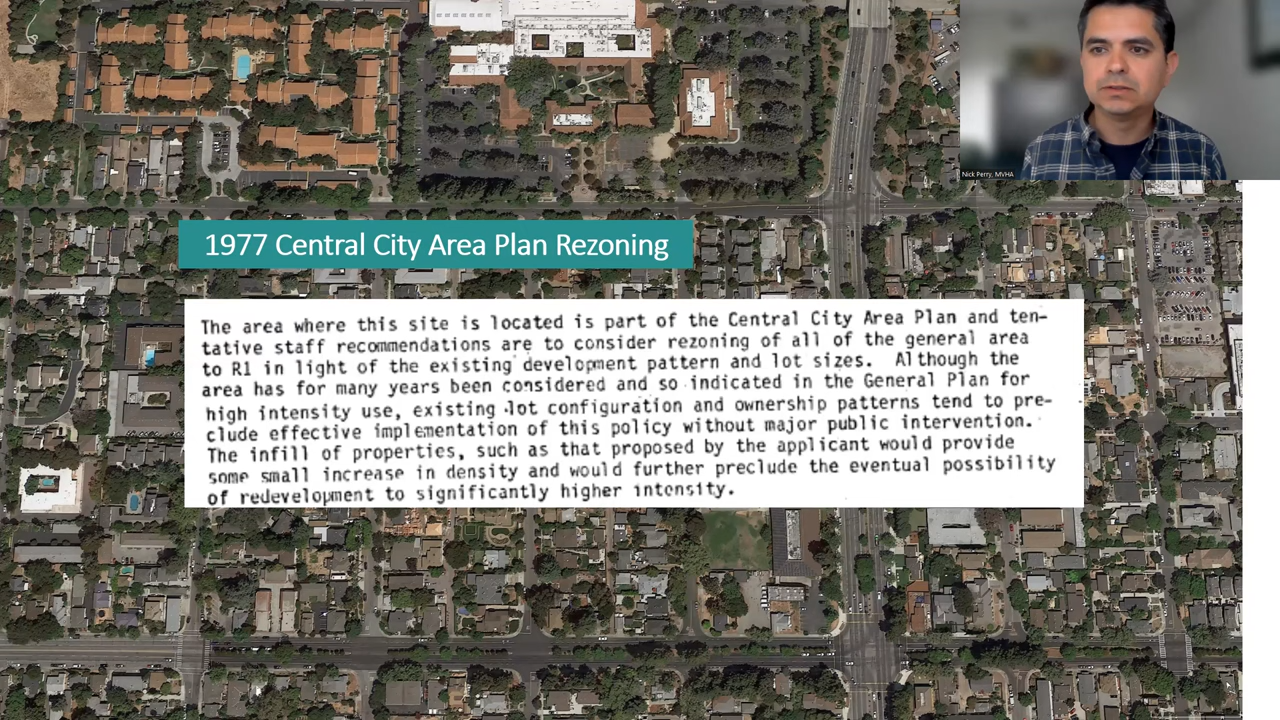 Nick Perry, MVHA
1977 Central City Area Plan Rezoning
The area where this site is located is part of the Central City Area Plan and ten-
tative staff recommendations are to consider rezoning of all of the general area
to R1 in light of the existing development pattern and lot sizes. Although the
area has for many years been considered and so indicated in the General Plan for
high intensity use, existing lot configuration and ownership patterns tend to pre-
clude effective implementation of this policy without major public intervention.
The infill of properties, such as that proposed by the applicant would provide
some small increase in density and would further preclude the eventual possibility
of redevelopment to significantly higher intensity.